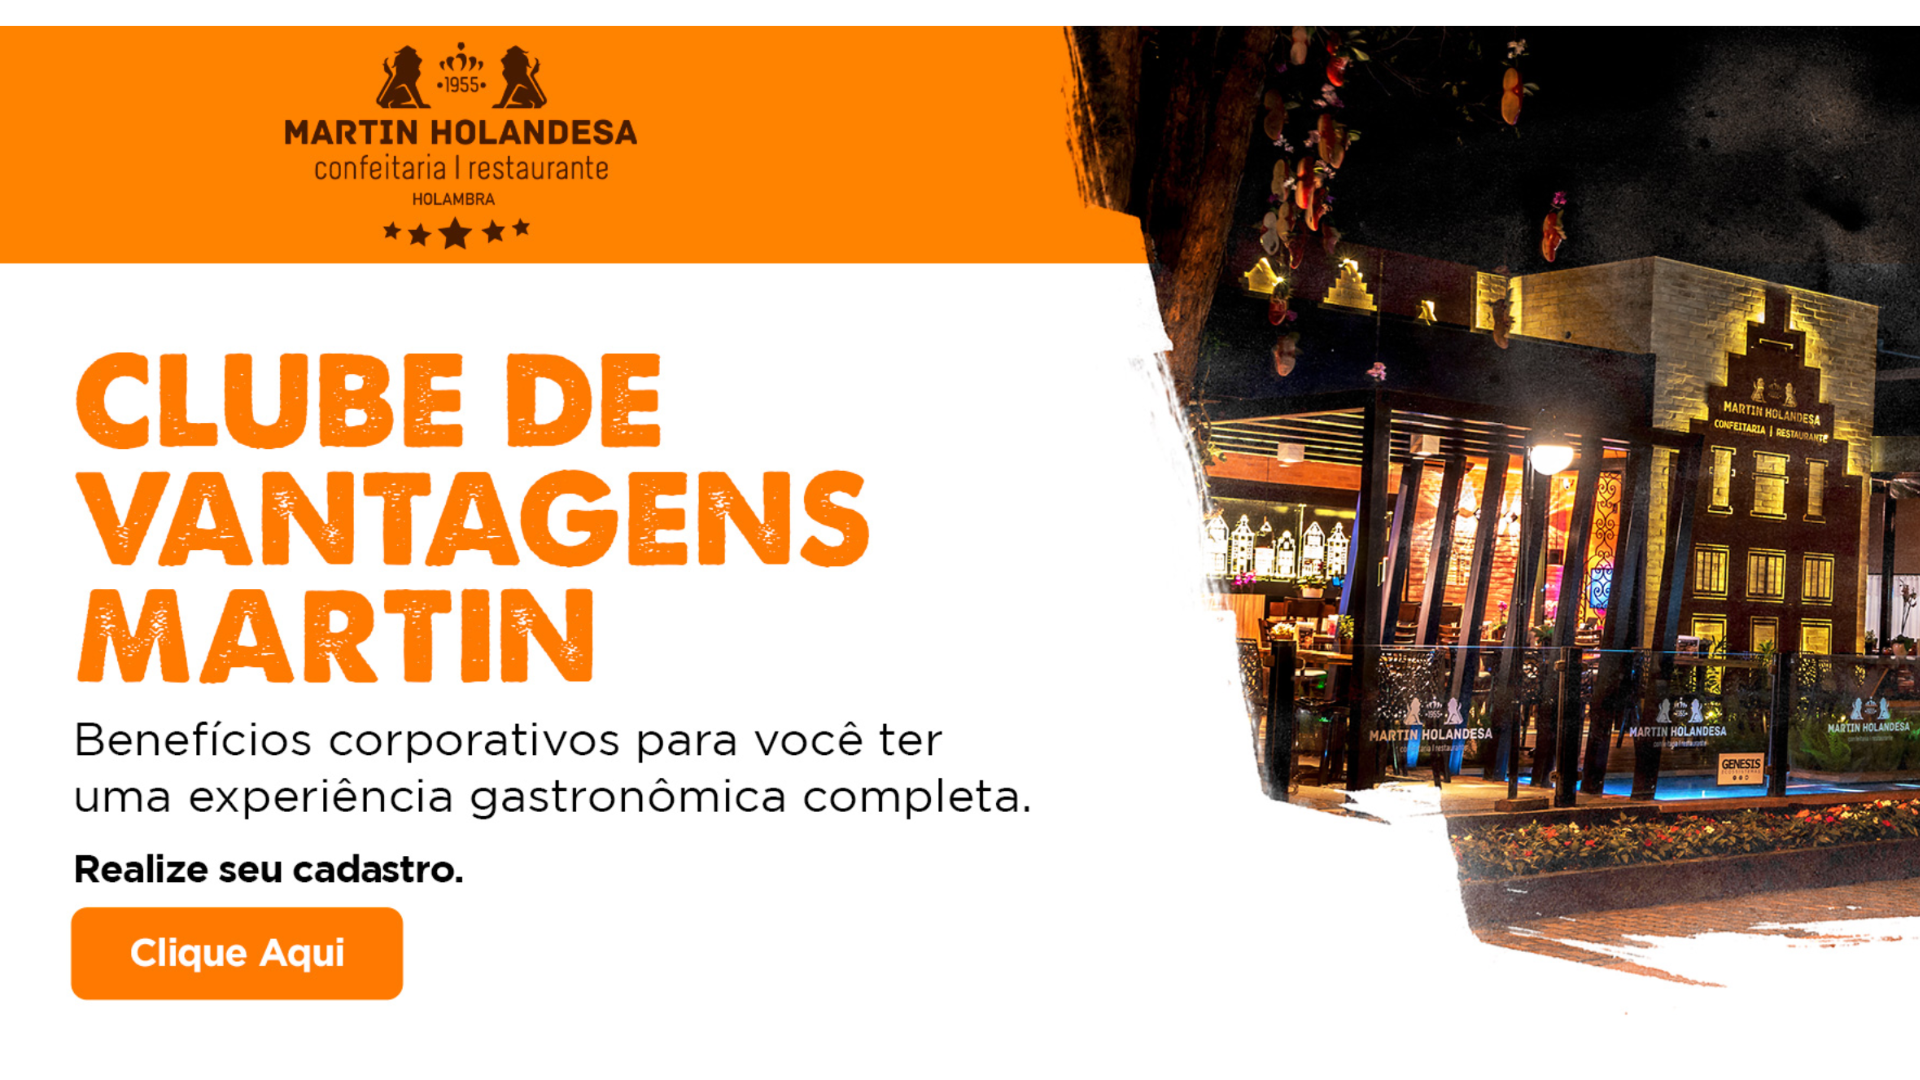 •1955•
MARTIN HOLANDESA
confeitaria | restaurante
HOLAMBRA
CLUBE DE
VANTAGENS
MARTIN
Benefícios corporativos para você ter
uma experiência gastronômica completa.
Realize seu cadastro.
Clique Aqui
MARTIN HOLANDESA
CONFEITARIA | RESTAURANTE
MARTIN HOLANDESA
MARTIN HOLANDESA
MARTIN HOLANDESA
GENESIS